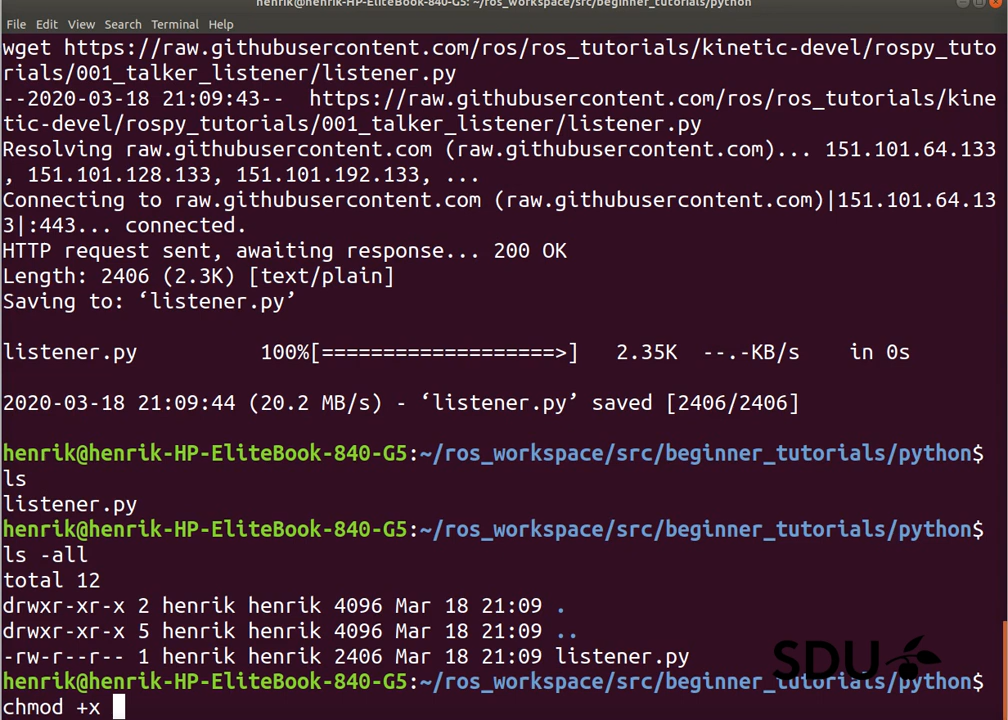 henrik@henrik-HP-EliteBook-840-G5: ~/ros_workspace/src/beginner_tutorials/python
File Edit View Search Terminal Help
wget https://raw.githubusercontent.com/ros/ros_tutorials/kinetic-devel/rospy_tuto
rials/001_talker_listener/listener.py
--2020-03-18 21:09:43--  https://raw.githubusercontent.com/ros/ros_tutorials/kine
tic-devel/rospy_tutorials/001_talker_listener/listener.py
Resolving raw.githubusercontent.com (raw.githubusercontent.com)... 151.101.64.133
, 151.101.128.133, 151.101.192.133, ...
Connecting to raw.githubusercontent.com (raw.githubusercontent.com)|151.101.64.13
3|:443... connected.
HTTP request sent, awaiting response... 200 OK
Length: 2406 (2.3K) [text/plain]
Saving to: ‘listener.py’
listener.py          100%[===================>]   2.35K  --.-KB/s    in 0s
2020-03-18 21:09:44 (20.2 MB/s) - ‘listener.py’ saved [2406/2406]
henrik@henrik-HP-EliteBook-840-G5:~/ros_workspace/src/beginner_tutorials/python$
ls
listener.py
henrik@henrik-HP-EliteBook-840-G5:~/ros_workspace/src/beginner_tutorials/python$
ls -all
total 12
drwxr-xr-x 2 henrik henrik 4096 Mar 18 21:09 .
drwxr-xr-x 5 henrik henrik 4096 Mar 18 21:09 ..
-rw-r--r-- 1 henrik henrik 2406 Mar 18 21:09 listener.py
henrik@henrik-HP-EliteBook-840-G5:~/ros_workspace/src/beginner_tutorials/python$
chmod +x
SDU